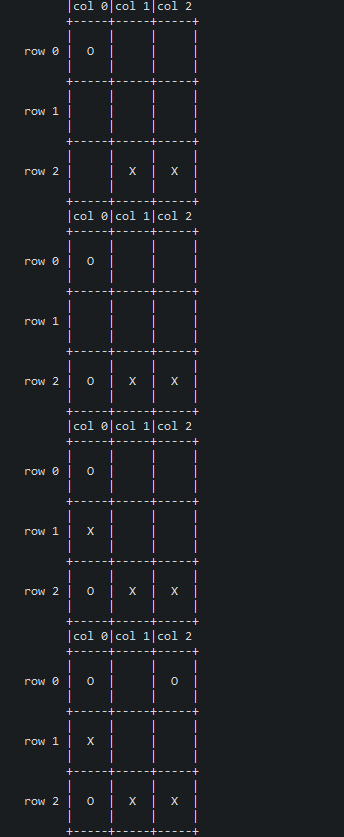 |col 0|col 1|col 2
+-----+-----+-----+
|     |     |     |
row 0 |  O  |     |     |
|     |     |     |
+-----+-----+-----+
|     |     |     |
row 1 |     |     |     |
|     |     |     |
+-----+-----+-----+
|     |     |     |
row 2 |     |  X  |  X  |
|     |     |     |
+-----+-----+-----+
|col 0|col 1|col 2
+-----+-----+-----+
|     |     |     |
row 0 |  O  |     |     |
|     |     |     |
+-----+-----+-----+
|     |     |     |
row 1 |     |     |     |
|     |     |     |
+-----+-----+-----+
|     |     |     |
row 2 |  O  |  X  |  X  |
|     |     |     |
+-----+-----+-----+
|col 0|col 1|col 2
+-----+-----+-----+
|     |     |     |
row 0 |  O  |     |     |
|     |     |     |
+-----+-----+-----+
|     |     |     |
row 1 |  X  |     |     |
|     |     |     |
+-----+-----+-----+
|     |     |     |
row 2 |  O  |  X  |  X  |
|     |     |     |
+-----+-----+-----+
|col 0|col 1|col 2
+-----+-----+-----+
|     |     |     |
row 0 |  O  |     |  O  |
|     |     |     |
+-----+-----+-----+
|     |     |     |
row 1 |  X  |     |     |
|     |     |     |
+-----+-----+-----+
|     |     |     |
row 2 |  O  |  X  |  X  |
|     |     |     |
+-----+-----+-----+